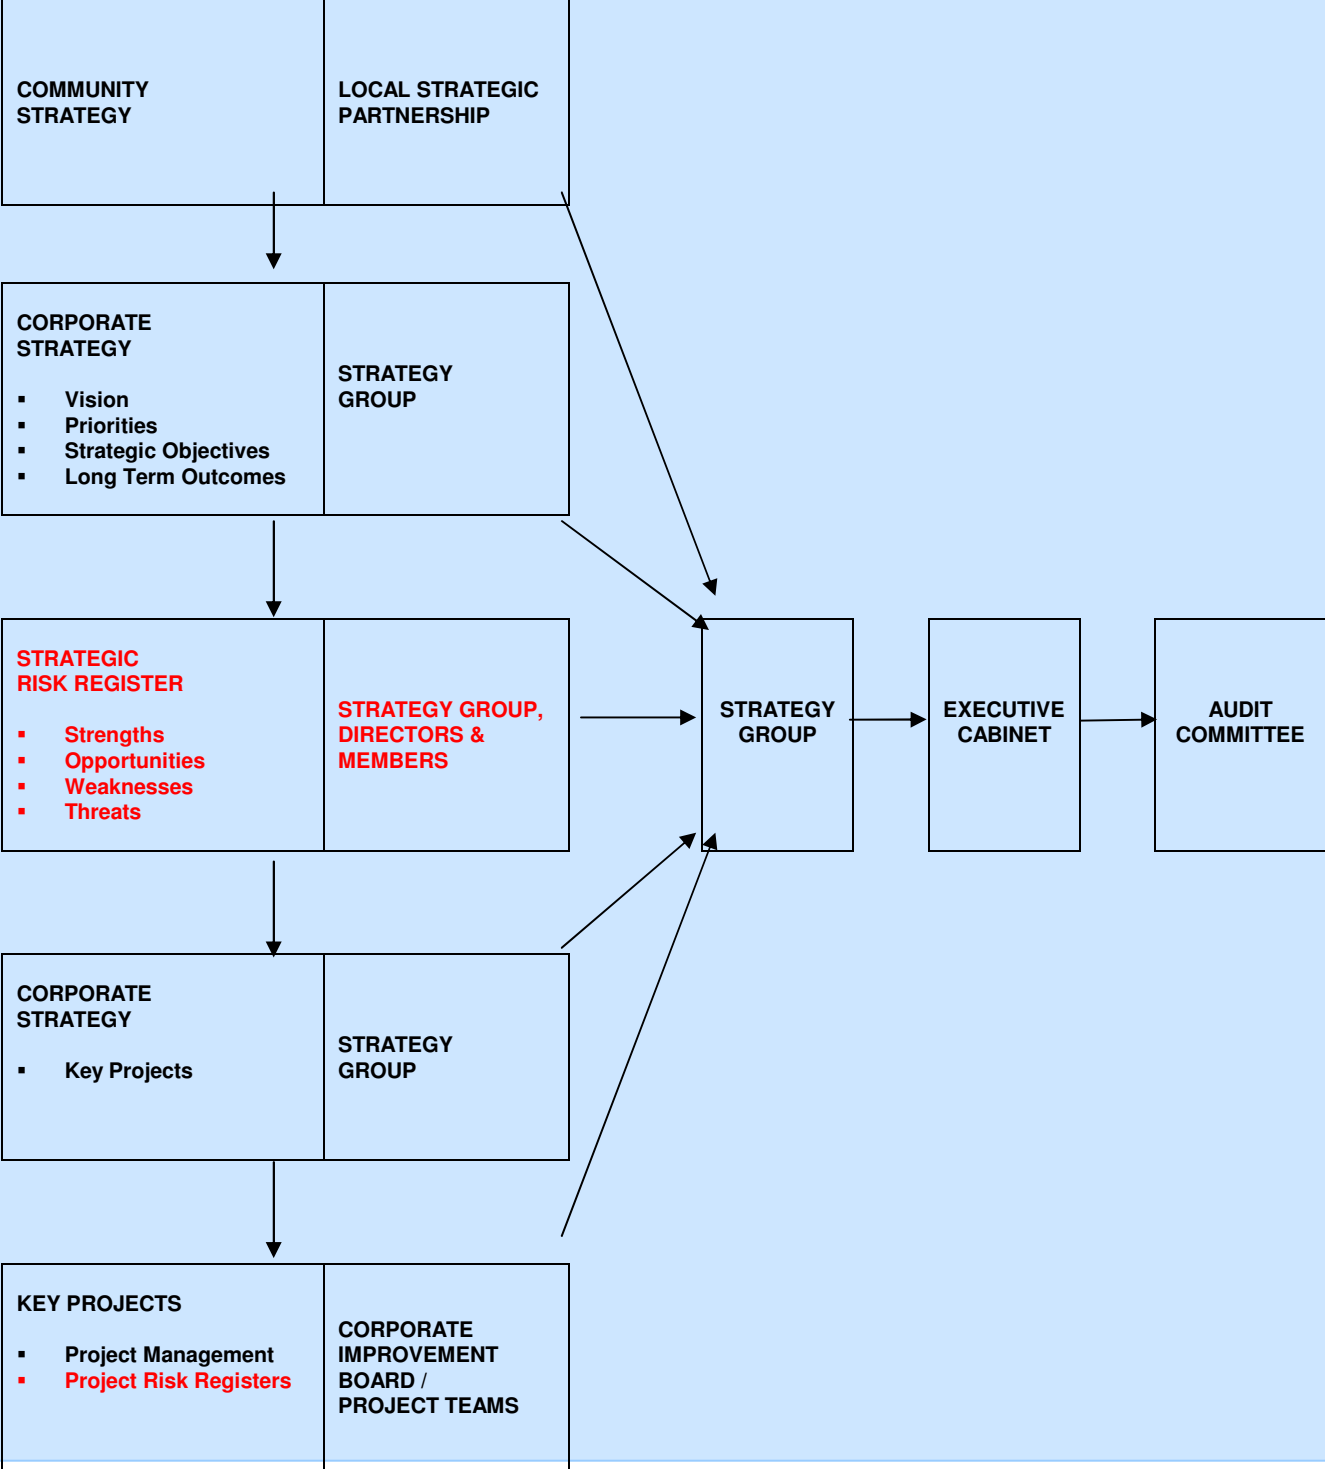 COMMUNITY
STRATEGY
LOCAL STRATEGIC
PARTNERSHIP
CORPORATE
STRATEGY
▪ Vision
▪ Priorities
▪ Strategic Objectives
▪ Long Term Outcomes
STRATEGY
GROUP
STRATEGIC
RISK REGISTER
▪ Strengths
▪ Opportunities
▪ Weaknesses
▪ Threats
STRATEGY GROUP,
DIRECTORS &
MEMBERS
STRATEGY
GROUP
EXECUTIVE
CABINET
AUDIT
COMMITTEE
CORPORATE
STRATEGY
▪ Key Projects
STRATEGY
GROUP
KEY PROJECTS
▪ Project Management
▪ Project Risk Registers
CORPORATE
IMPROVEMENT
BOARD /
PROJECT TEAMS